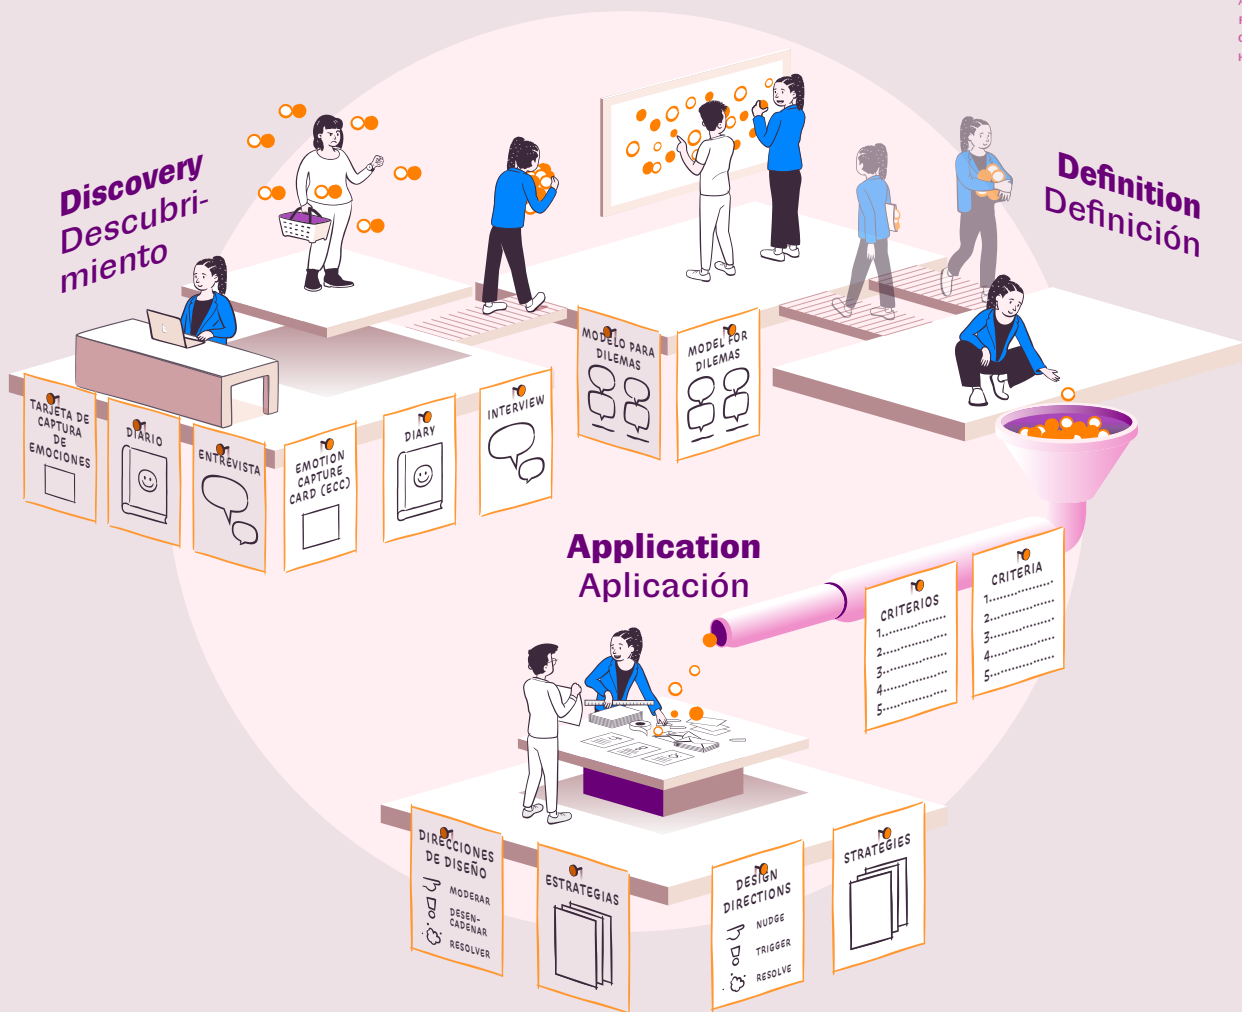 Discovery
Descubri-
miento
Definition
Definición
TARJETA DE
CAPTURA
DE
EMOCIONES
DIARIO
ENTREVISTA
EMOTION
CAPTURE
CARD (ECC)
DIARY
INTERVIEW
MODELO PARA
DILEMAS
MODEL FOR
DILEMAS
Application
Aplicación
CRITERIOS
1..................
2..................
3..................
4..................
5..................
CRITERIA
1..................
2..................
3..................
4..................
5..................
DIRECCIONES
DE DISEÑO
MODERAR
DESEN-
CADENAR
RESOLVER
ESTRATEGIAS
DESIGN
DIRECTIONS
NUDGE
TRIGGER
RESOLVE
STRATEGIES